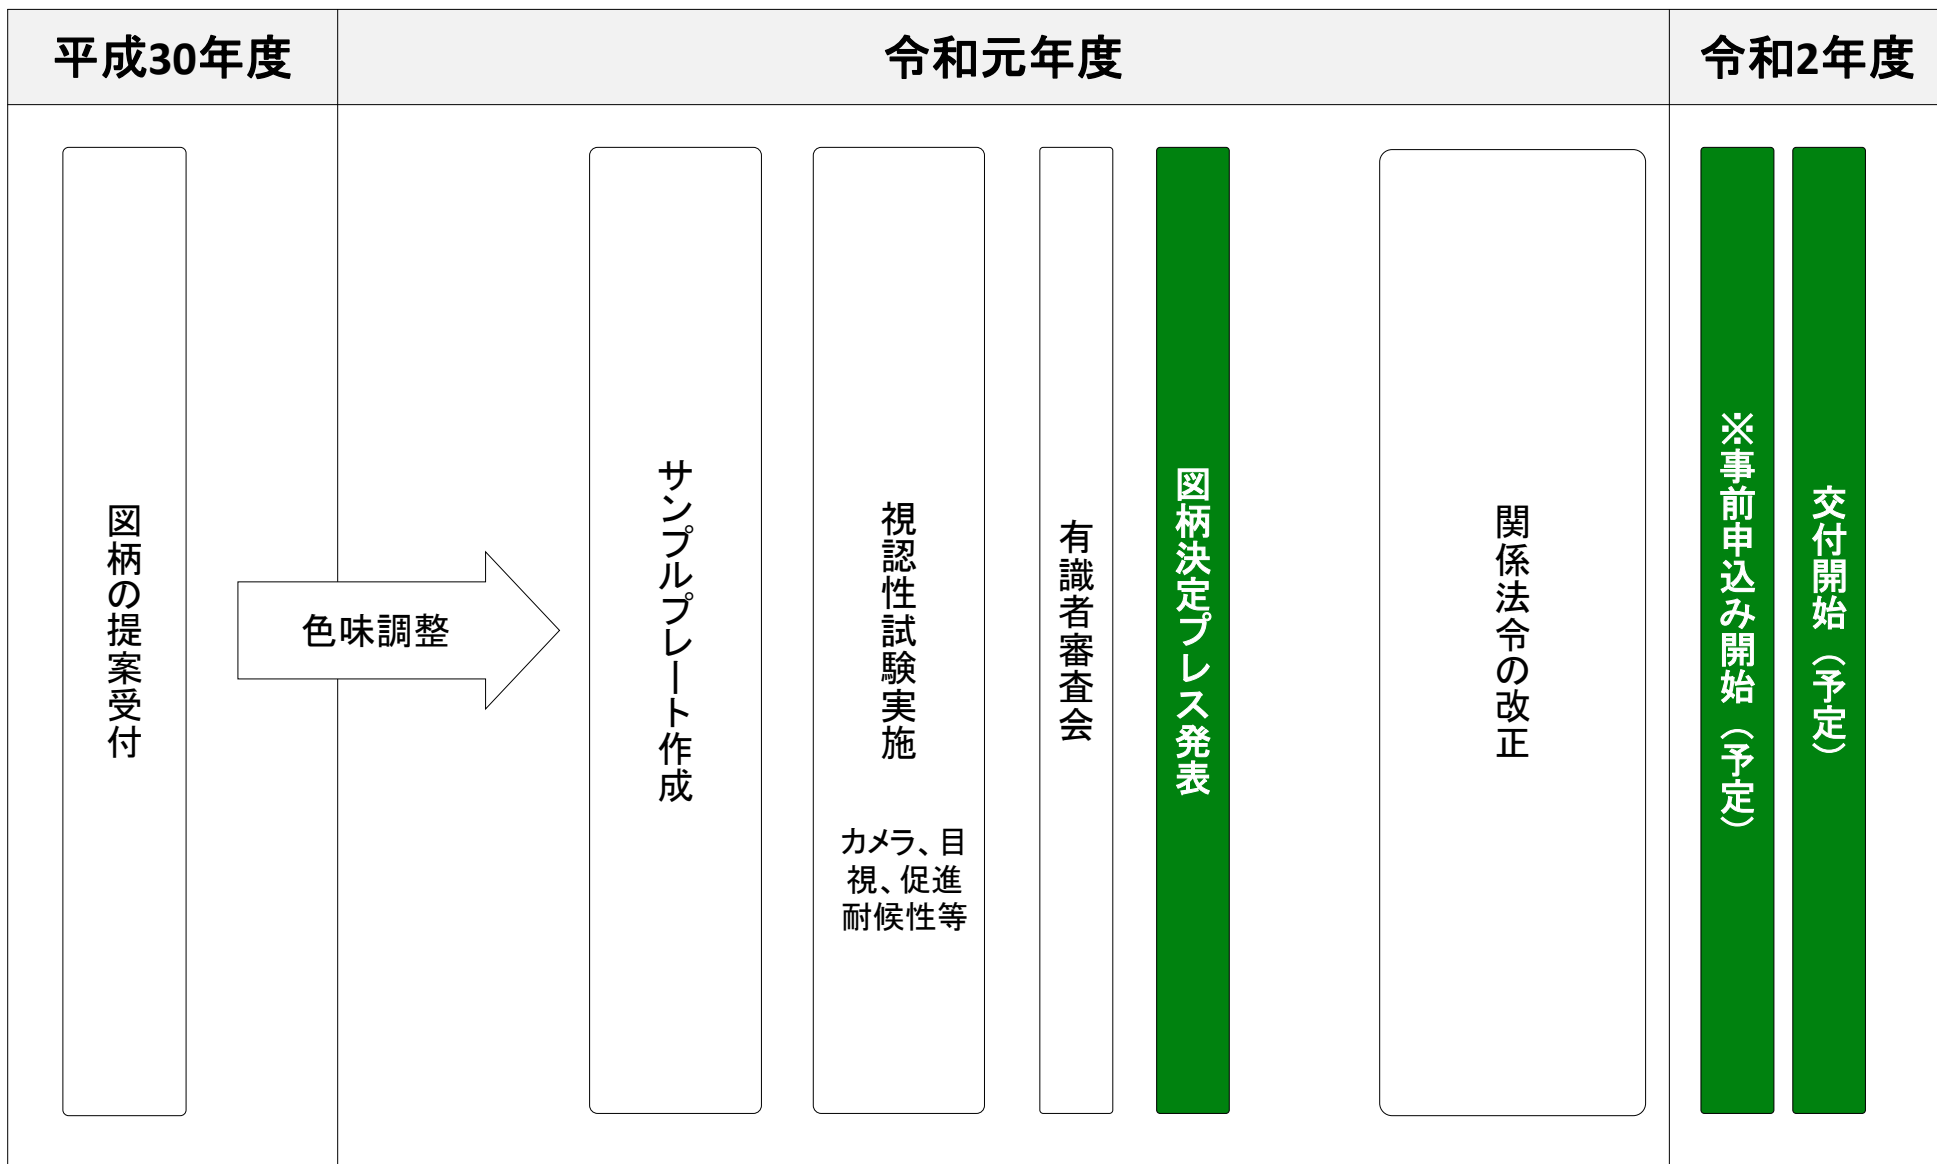 平成30年度
令和元年度
令和2年度
図柄の提案受付
色味調整
サンプルプレート作成
視認性試験実施
カメラ、目
視、促進
耐候性等
有識者審査会
図柄決定プレス発表
関係法令の改正
※事前申込み開始（予定）
交付開始（予定）